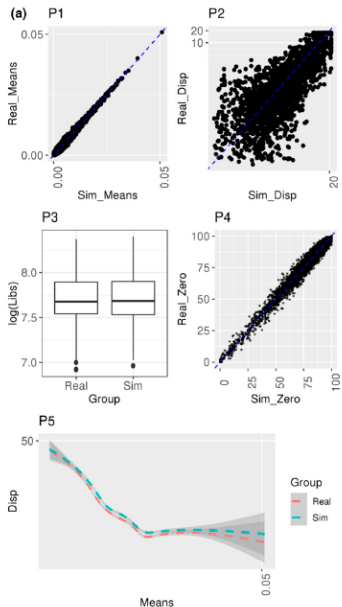 (a)
P1
Real_Means
0.05
0.00
0.00
0.05
Sim_Means
P2
Real_Disp
20
10
20
Sim_Disp
P3
log(Libs)
8.0
7.5
7.0
Real
Sim
Group
P4
Real_Zero
100
75
50
25
0
0
25
50
75
100
Sim_Zero
P5
Disp
50
0.05
Means
Group
Real
Sim